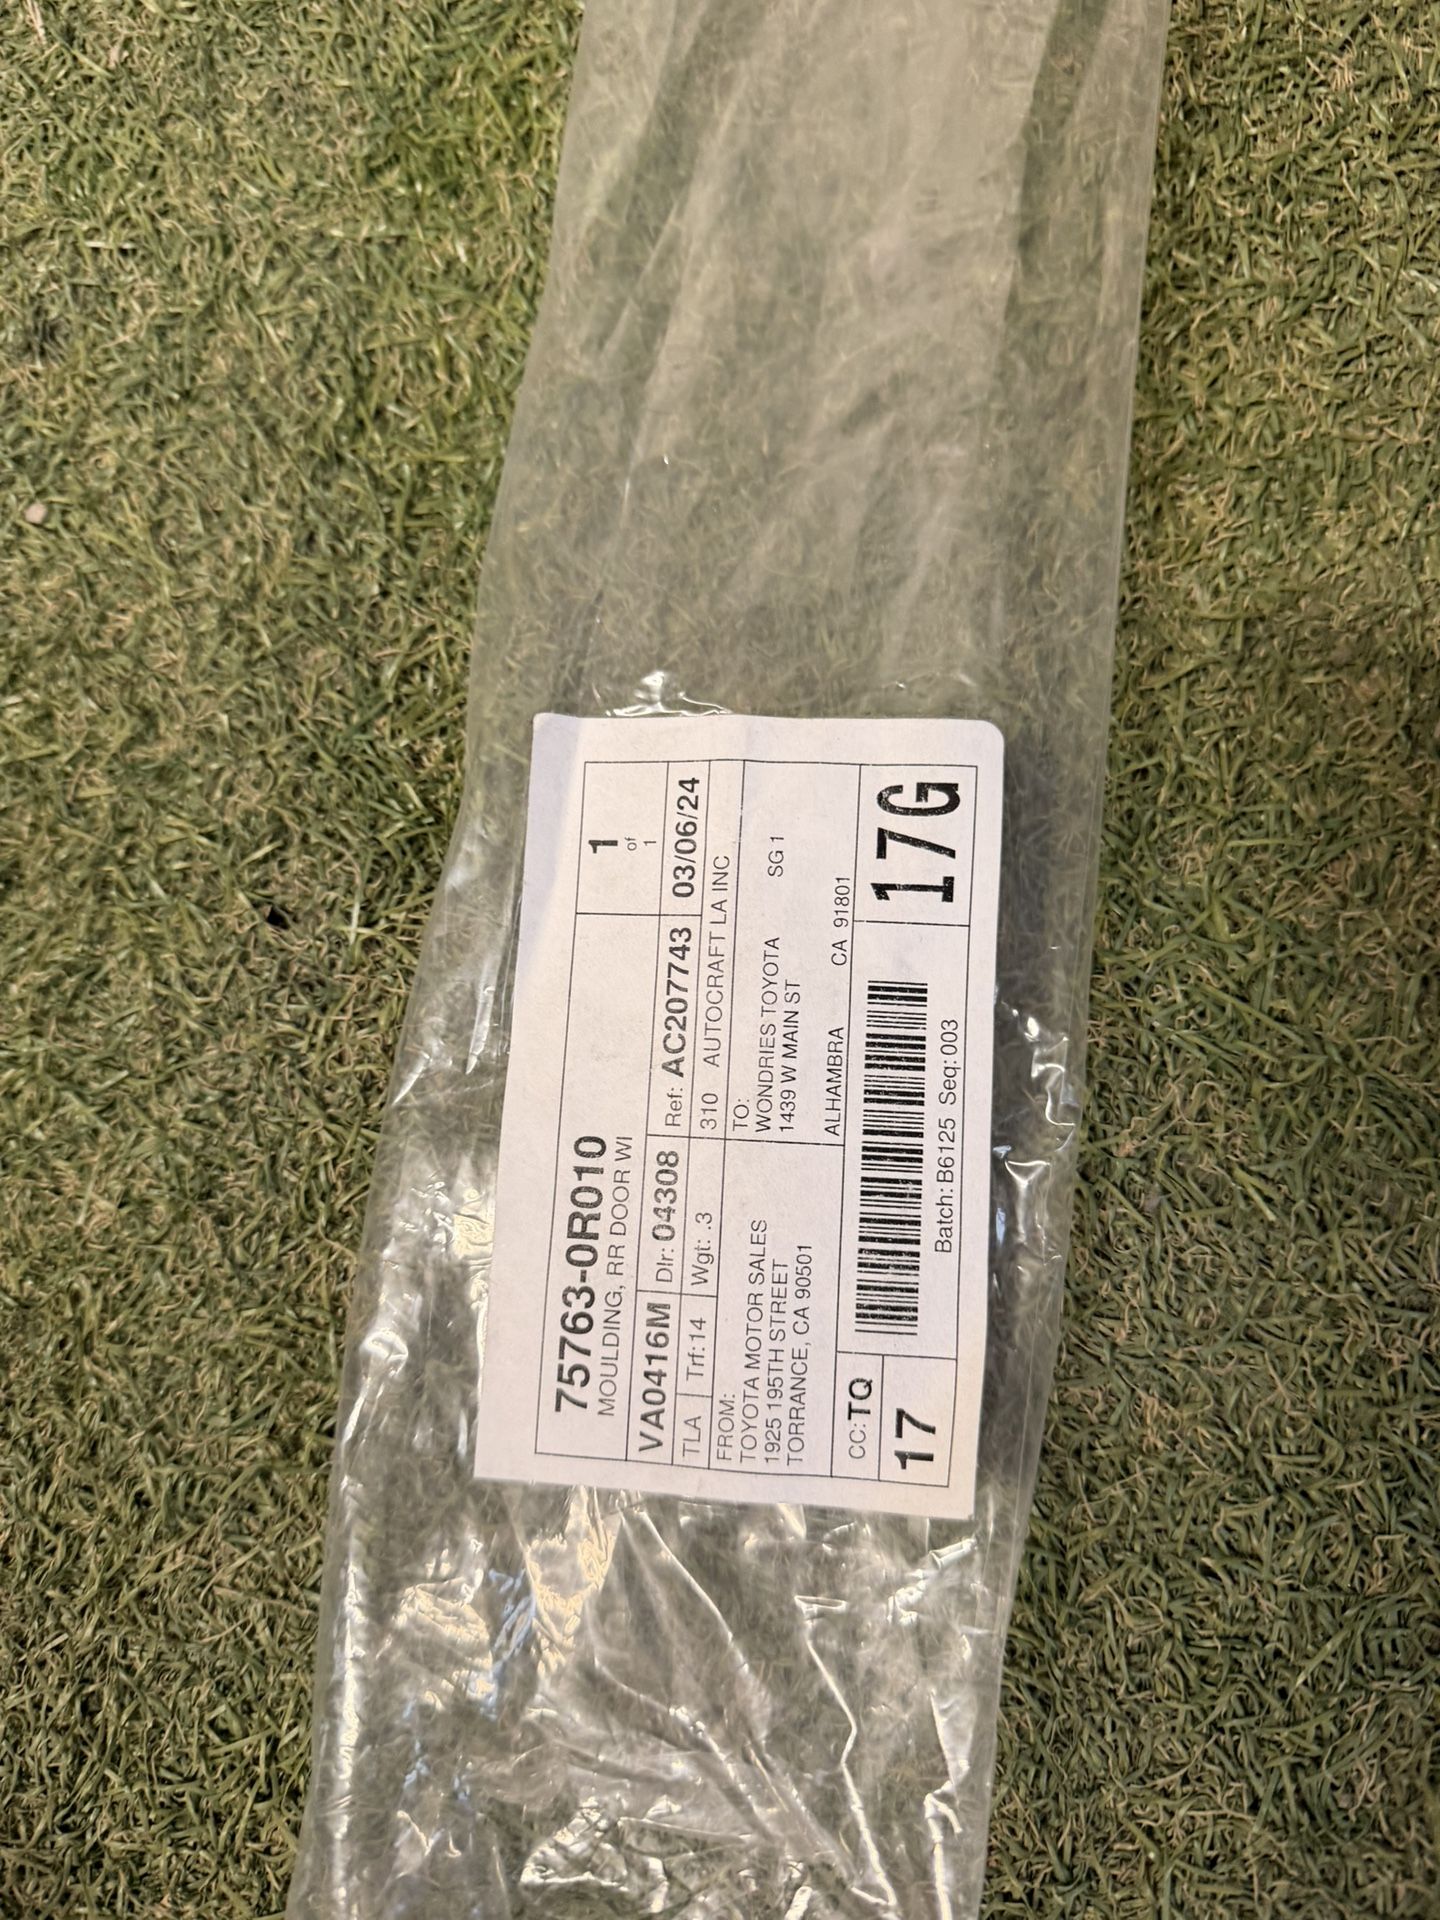 75763-0R010
MOULDING, RR DOOR WI
1
of
1
VA0416M
Dlr: 04308
Ref: AC207743
03/06/24
TLA
Trf: 14
Wgt: .3
310 AUTOCRAFT LA INC
FROM:
TOYOTA MOTOR SALES
1925 195TH STREET
TORRANCE, CA 90501
TO:
WONDRIES TOYOTA SG 1
1439 W MAIN ST
ALHAMBRA CA 91801
CC: TQ
17
Batch: B6125 Seq: 003
17G